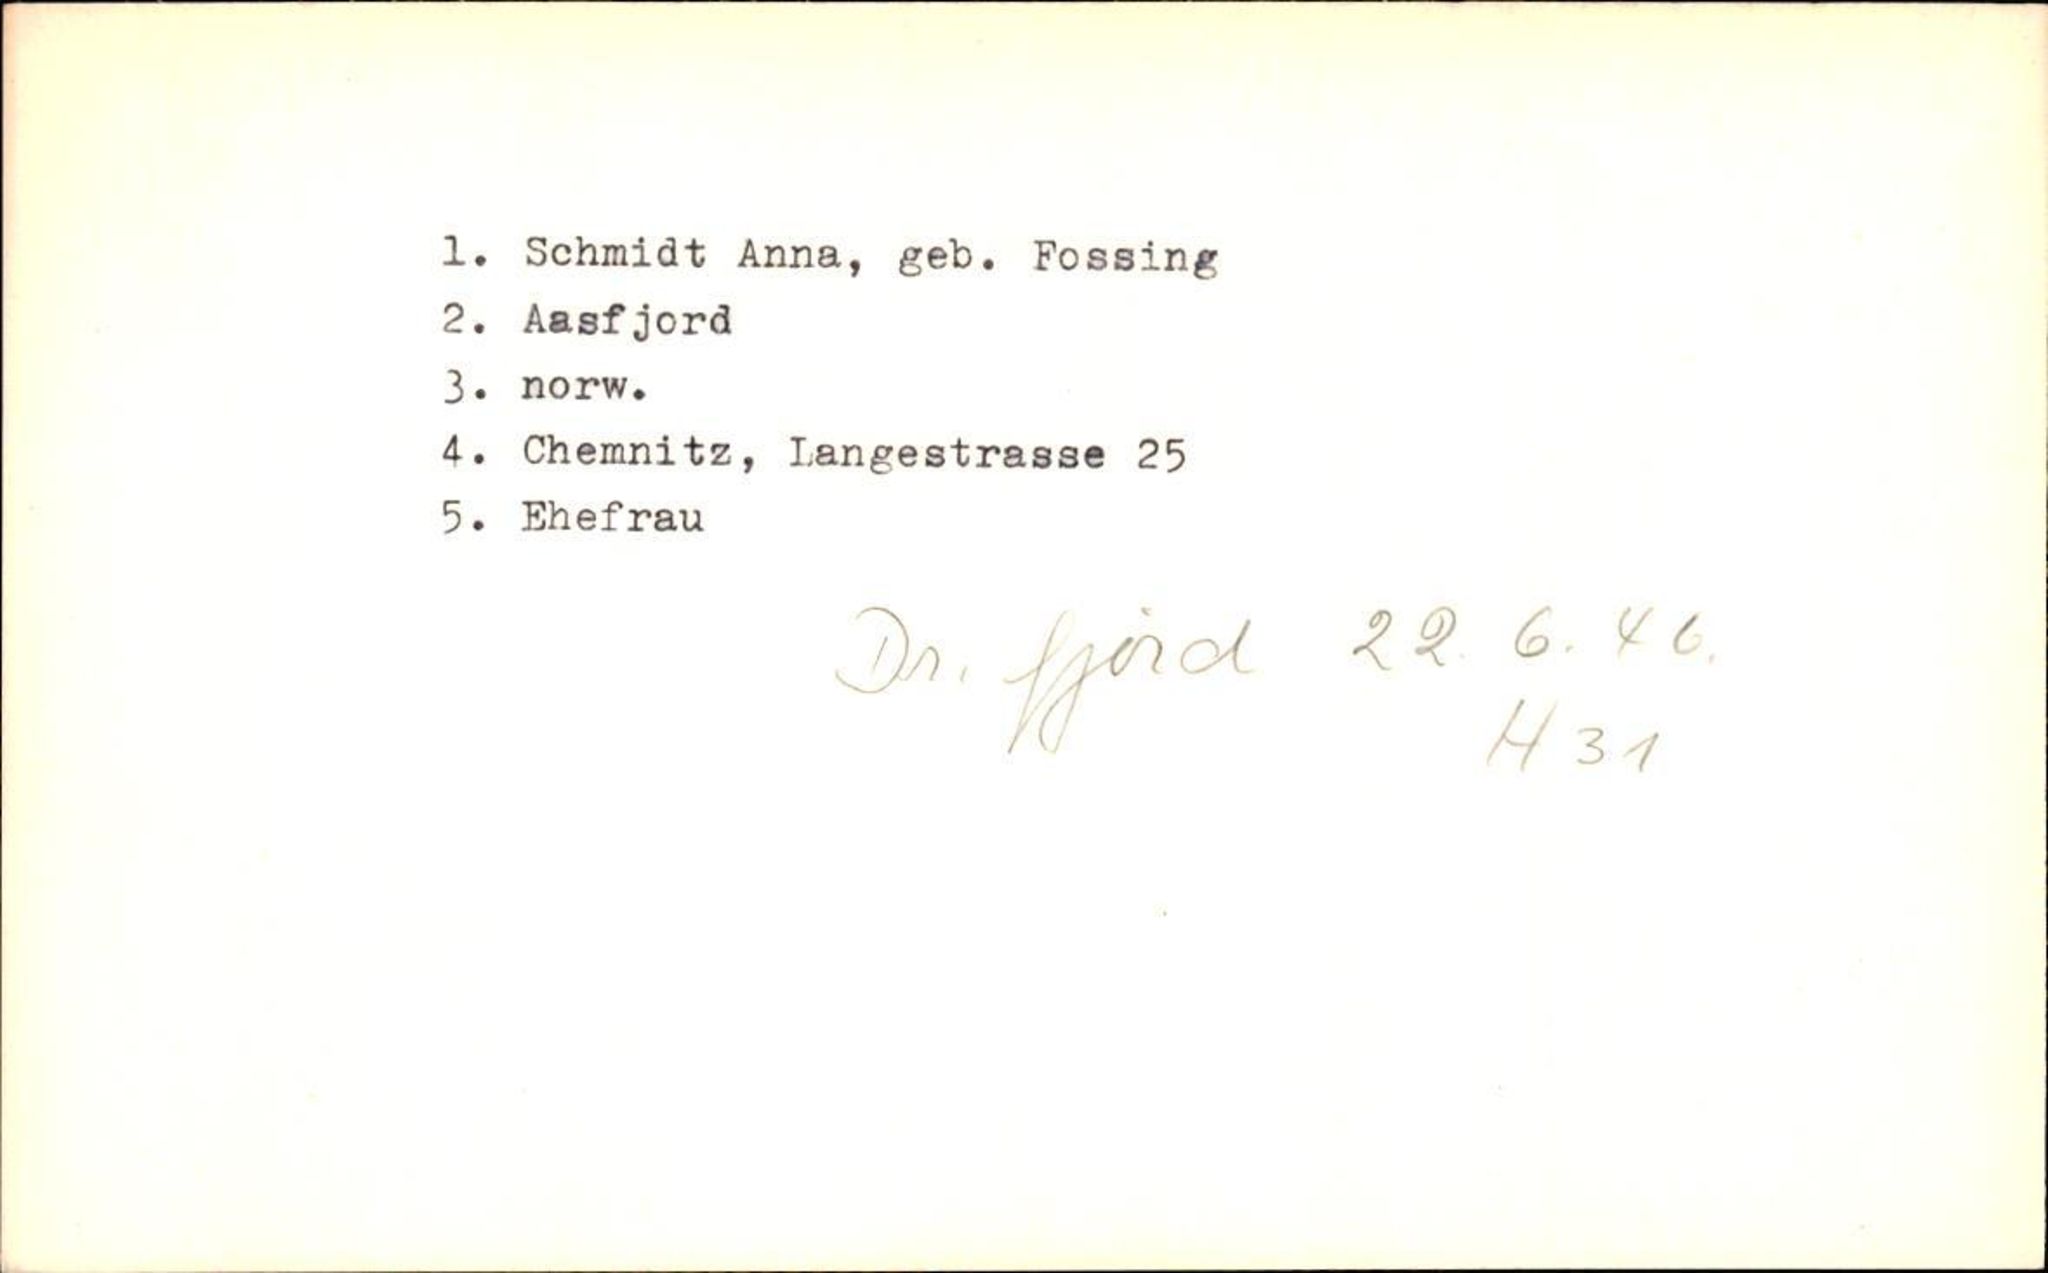 1. Schmidt Anna, geb. Fossing
2. Aasfjord
3. norw.
4. Chemnitz, Langestrasse 25
5. Ehefrau
Dr. fjord 22. 6. 46.
H 31